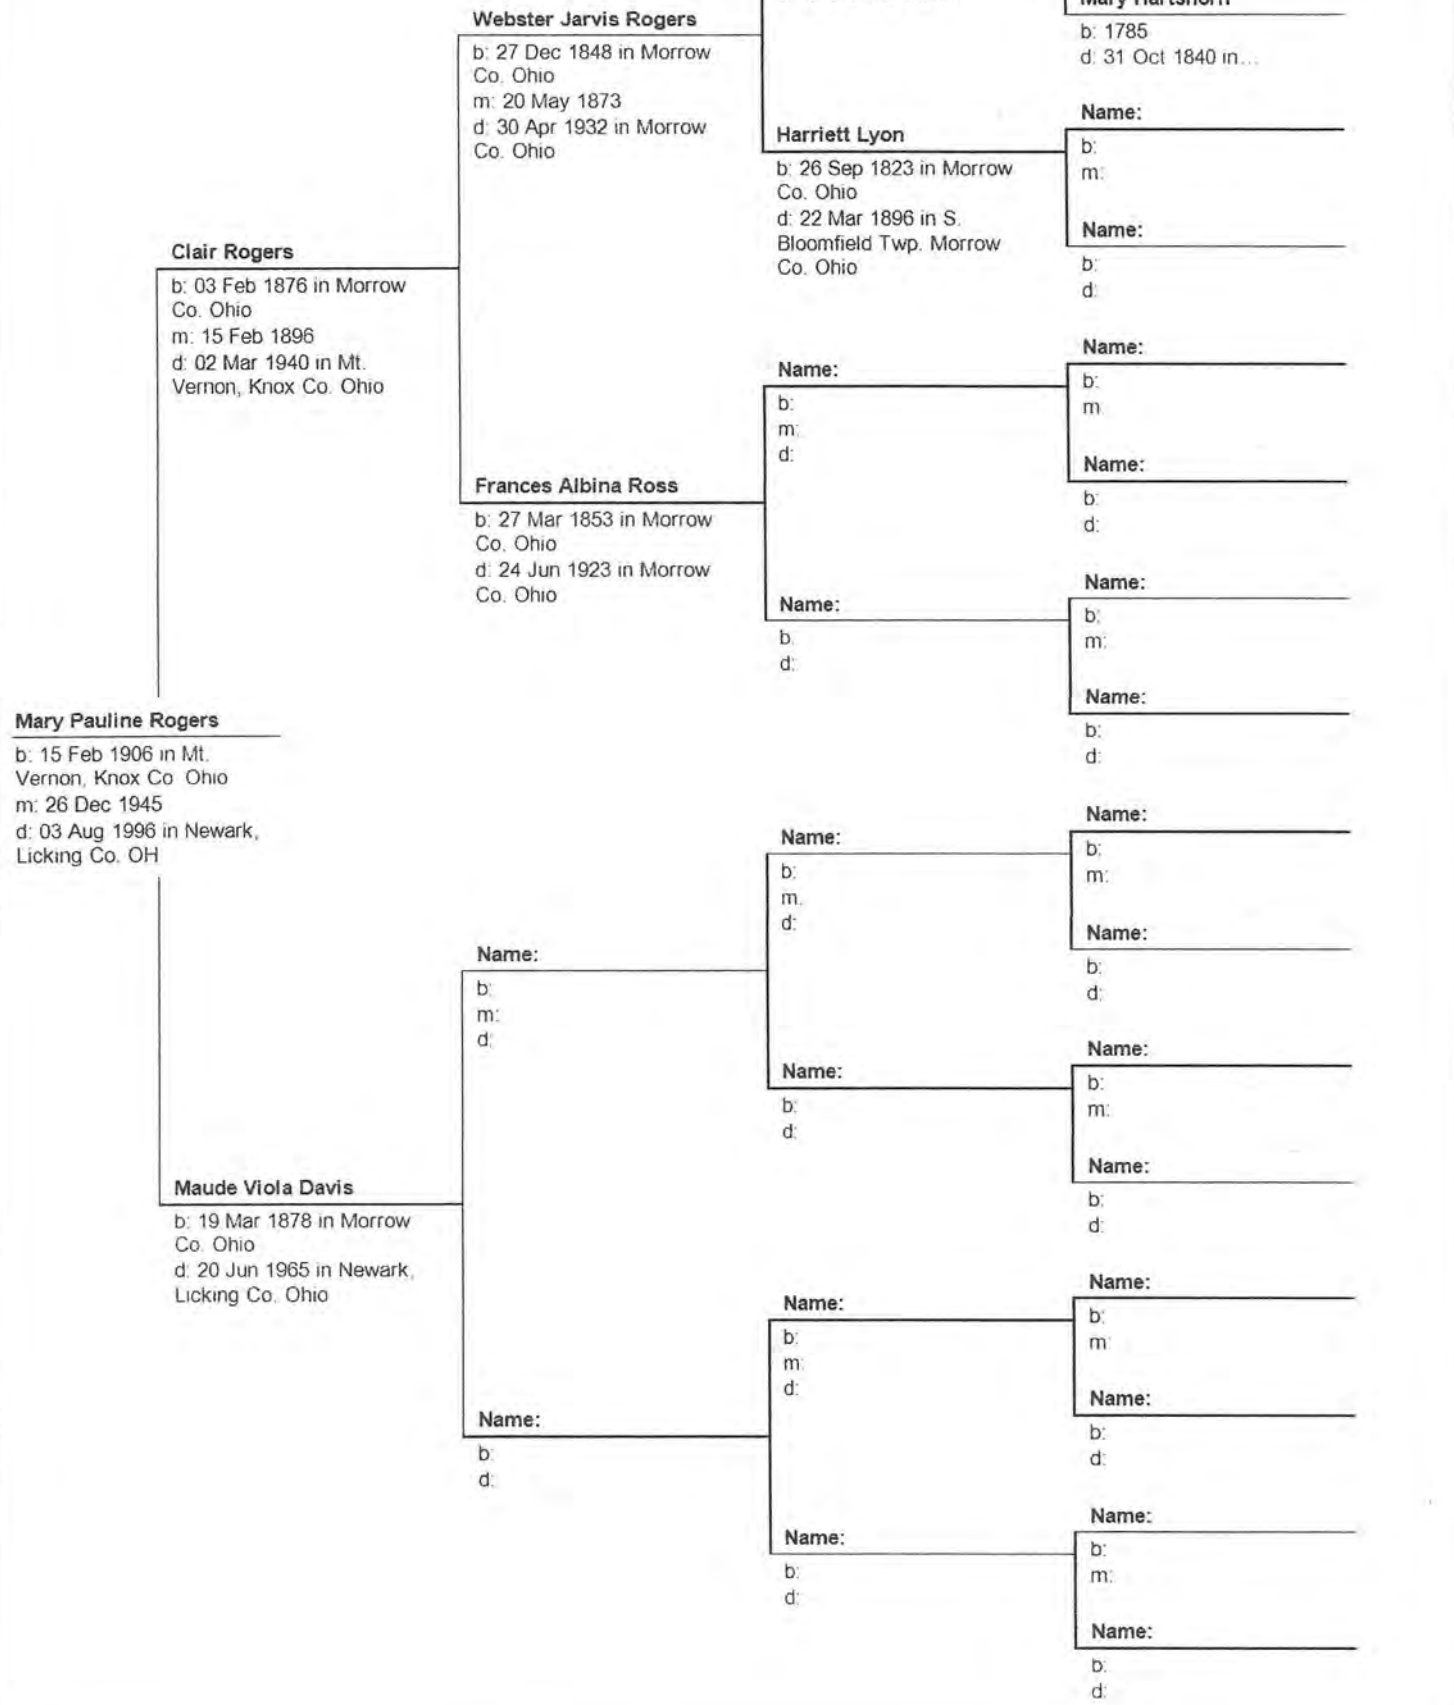 Webster Jarvis Rogers
b: 27 Dec 1848 in Morrow
Co. Ohio
m: 20 May 1873
d: 30 Apr 1932 in Morrow
Co. Ohio
Mary Hartshorn
b: 1785
d: 31 Oct 1840 in...
Harriett Lyon
b: 26 Sep 1823 in Morrow
Co. Ohio
d: 22 Mar 1896 in S.
Bloomfield Twp. Morrow
Co. Ohio
Name:
b:
m:
Name:
b:
d:
Clair Rogers
b: 03 Feb 1876 in Morrow
Co. Ohio
m: 15 Feb 1896
d: 02 Mar 1940 in Mt.
Vernon, Knox Co. Ohio
Name:
b:
m:
d:
Name:
b:
m
Name:
b:
d:
Frances Albina Ross
b: 27 Mar 1853 in Morrow
Co. Ohio
d: 24 Jun 1923 in Morrow
Co. Ohio
Name:
b.
d:
Name:
b:
m:
Name:
b:
d:
Mary Pauline Rogers
b: 15 Feb 1906 in Mt.
Vernon, Knox Co Ohio
m: 26 Dec 1945
d: 03 Aug 1996 in Newark,
Licking Co. OH
Name:
b:
m.
d:
Name:
b:
m:
Name:
b:
d:
Name:
b:
m:
d:
Name:
b:
d:
Name:
b:
m:
Name:
b:
d:
Maude Viola Davis
b: 19 Mar 1878 in Morrow
Co. Ohio
d: 20 Jun 1965 in Newark,
Licking Co. Ohio
Name:
b:
m:
d:
Name:
b:
m
Name:
b:
d:
Name:
b:
d:
Name:
b:
d:
Name:
b:
m:
Name:
b:
d: